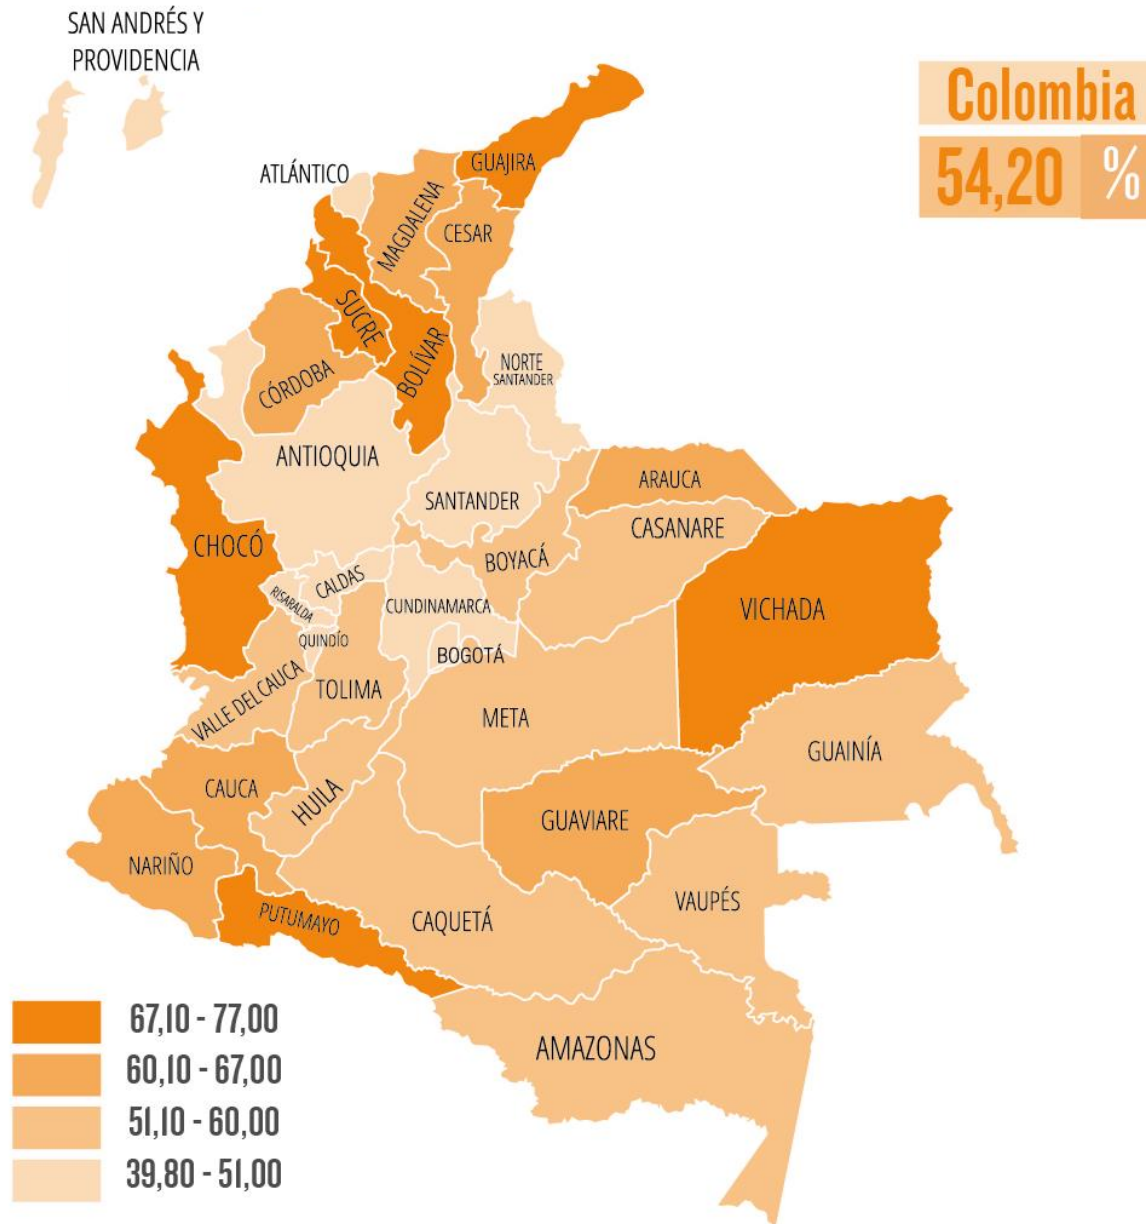 SAN ANDRÉS Y
PROVIDENCIA
Colombia
54,20 %
ATLÁNTICO
GUAJIRA
MAGDALENA
CESAR
SUCRE
BOLÍVAR
NORTE
SANTANDER
CÓRDOBA
ANTIOQUIA
SANTANDER
ARAUCA
CASANARE
CHOCÓ
BOYACÁ
CALDAS
RISARALDA
CUNDINAMARCA
VICHADA
QUINDÍO
BOGOTÁ
TOLIMA
VALLE DEL CAUCA
META
GUAINÍA
CAUCA
HUILA
GUAVIARE
NARIÑO
VAUPÉS
PUTUMAYO
CAQUETÁ
AMAZONAS
67,10 - 77,00
60,10 - 67,00
51,10 - 60,00
39,80 - 51,00